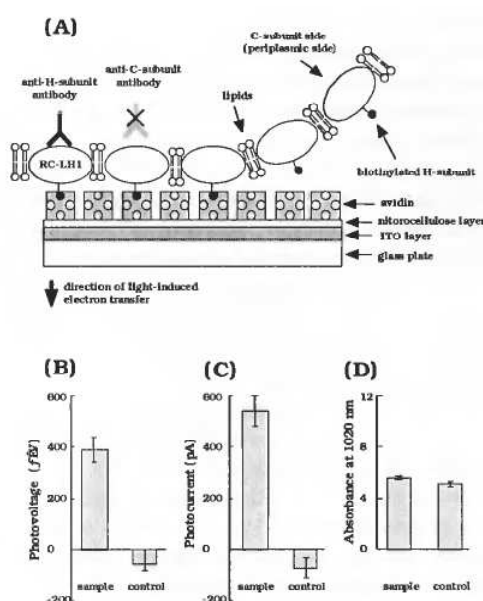 (A)
C-subunit side
(periplasmic side)
anti-H-subunit
antibody
anti-C-subunit
antibody
lipids
RC-LH1
biotinylated H-subunit
avidin
nitorocellulose layer
ITO layer
glass plate
direction of light-induced
electron transfer
(B)
600
400
200
0
-200
Photovoltage [fÊV]
sample control
(C)
600
400
200
0
-200
Photocurrent [pA]
sample control
(D)
12
6
0
Absorbance at 1020 nm
sample control